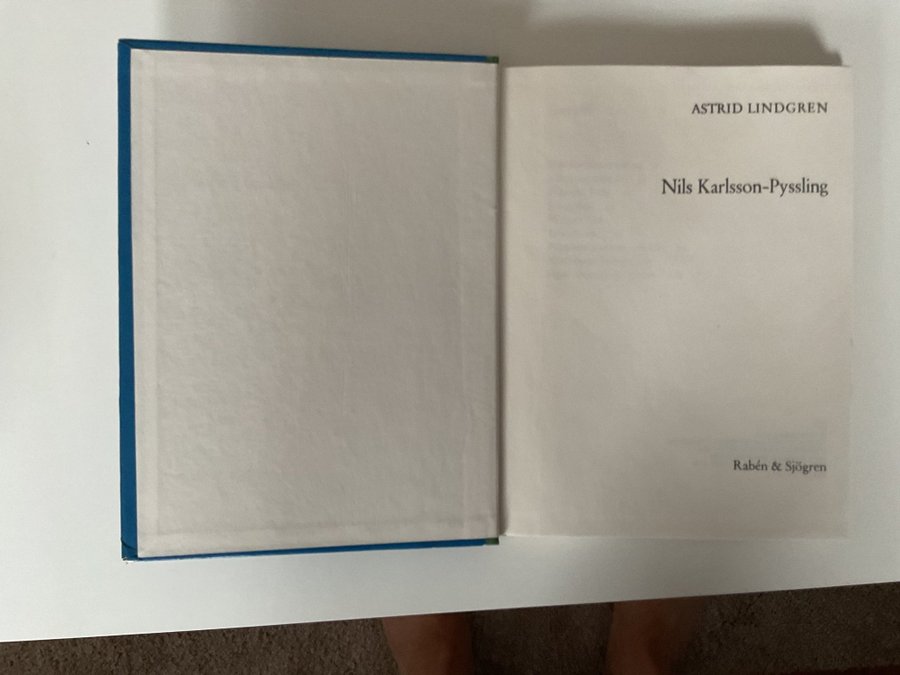 ASTRID LINDGREN
Nils Karlsson-Pyssling
Rabén & Sjögren